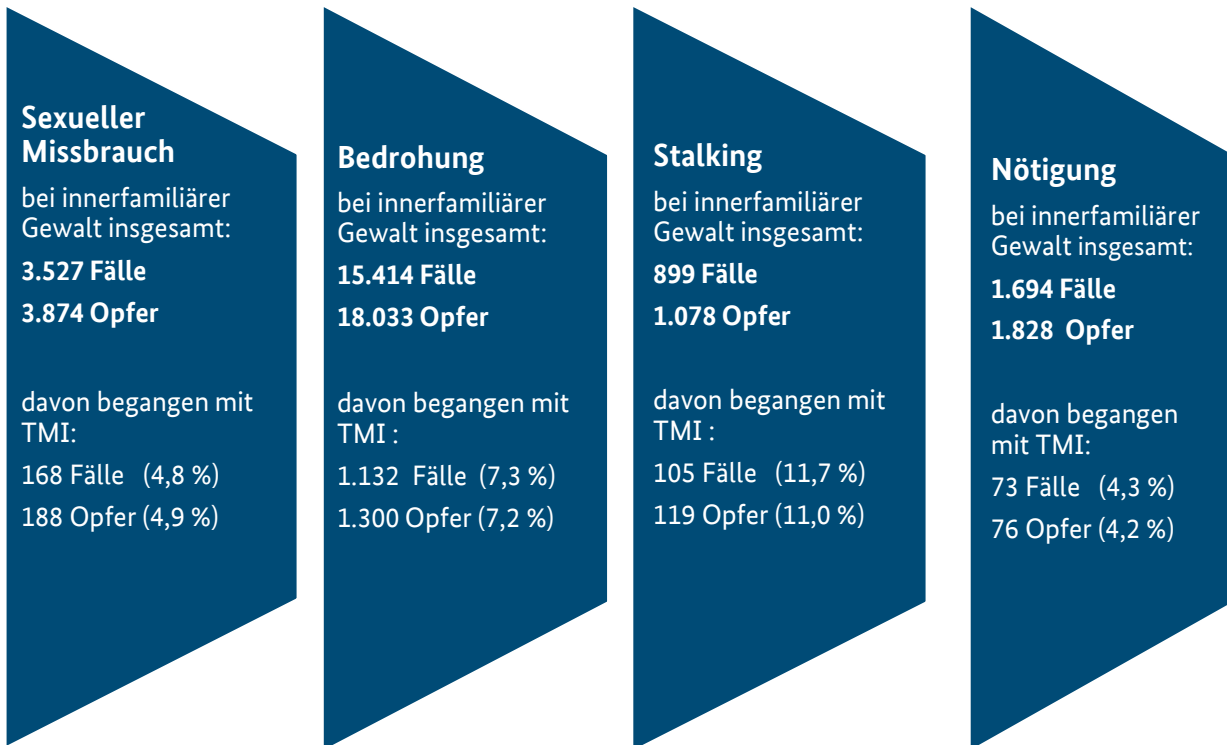 Sexueller
Missbrauch
bei innerfamiliärer
Gewalt insgesamt:
3.527 Fälle
3.874 Opfer
davon begangen mit
TMI:
168 Fälle (4,8 %)
188 Opfer (4,9 %)
Bedrohung
bei innerfamiliärer
Gewalt insgesamt:
15.414 Fälle
18.033 Opfer
davon begangen mit
TMI :
1.132 Fälle (7,3 %)
1.300 Opfer (7,2 %)
Stalking
bei innerfamiliärer
Gewalt insgesamt:
899 Fälle
1.078 Opfer
davon begangen mit
TMI :
105 Fälle (11,7 %)
119 Opfer (11,0 %)
Nötigung
bei innerfamiliärer
Gewalt insgesamt:
1.694 Fälle
1.828 Opfer
davon begangen
mit TMI:
73 Fälle (4,3 %)
76 Opfer (4,2 %)